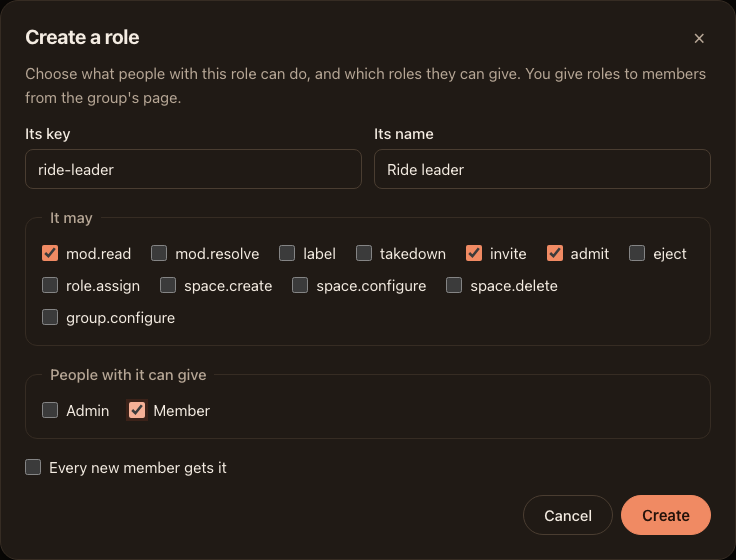 Create a role
Choose what people with this role can do, and which roles they can give. You give roles to members
from the group's page.
Its key
Its name
ride-leader
Ride leader
It may
mod.read mod.resolve label takedown invite admit eject
role.assign space.create space.configure space.delete
group.configure
People with it can give
Admin Member
Every new member gets it
Cancel Create